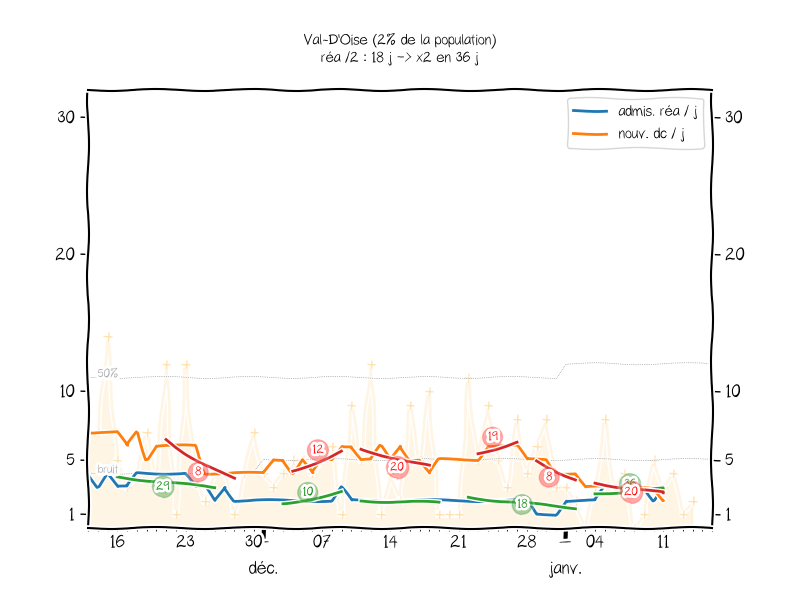 Val-D'Oise (2% de la population)
réa /2 : 18 j -> x2 en 36 j
admis. réa / j
nouv. dc / j
30 30
20 20
50%
10 10
19
12
5 5
20
bruit
8 8
29 10 20
18
1 1
16 23 30 07 14 21 28 04 11
déc. janv.